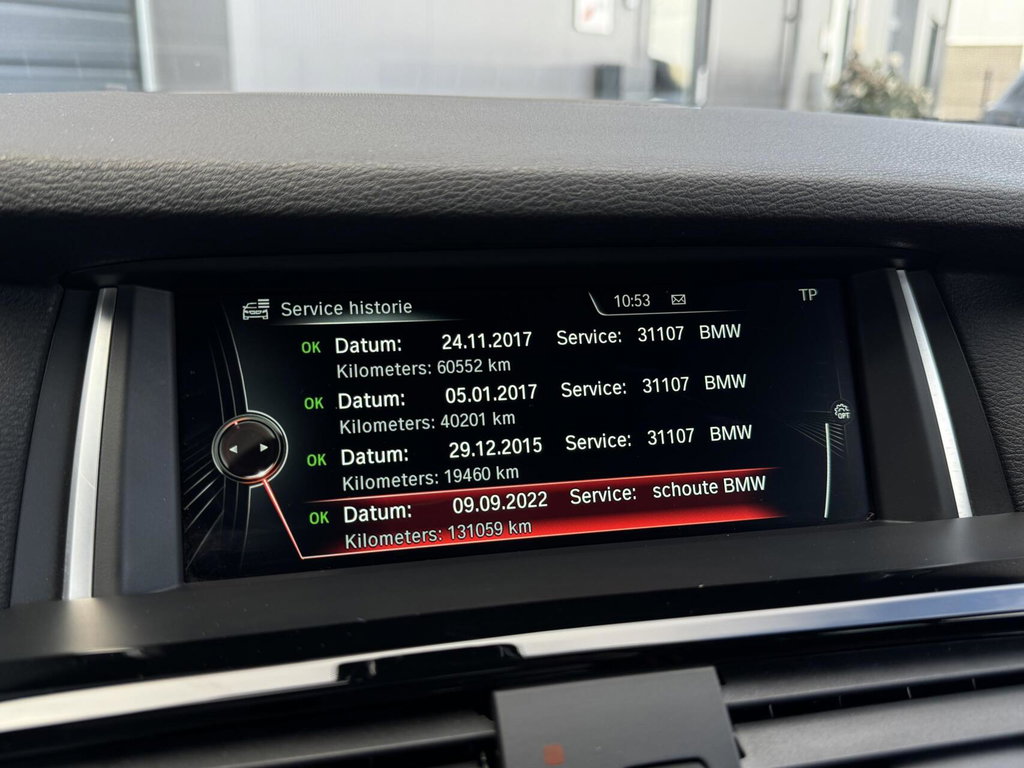 Service historie
10:53
TP
OK Datum: 24.11.2017 Service: 31107 BMW
Kilometers: 60552 km
OK Datum: 05.01.2017 Service: 31107 BMW
Kilometers: 40201 km
OPT
OK Datum: 29.12.2015 Service: 31107 BMW
Kilometers: 19460 km
OK Datum: 09.09.2022 Service: schoute BMW
Kilometers: 131059 km